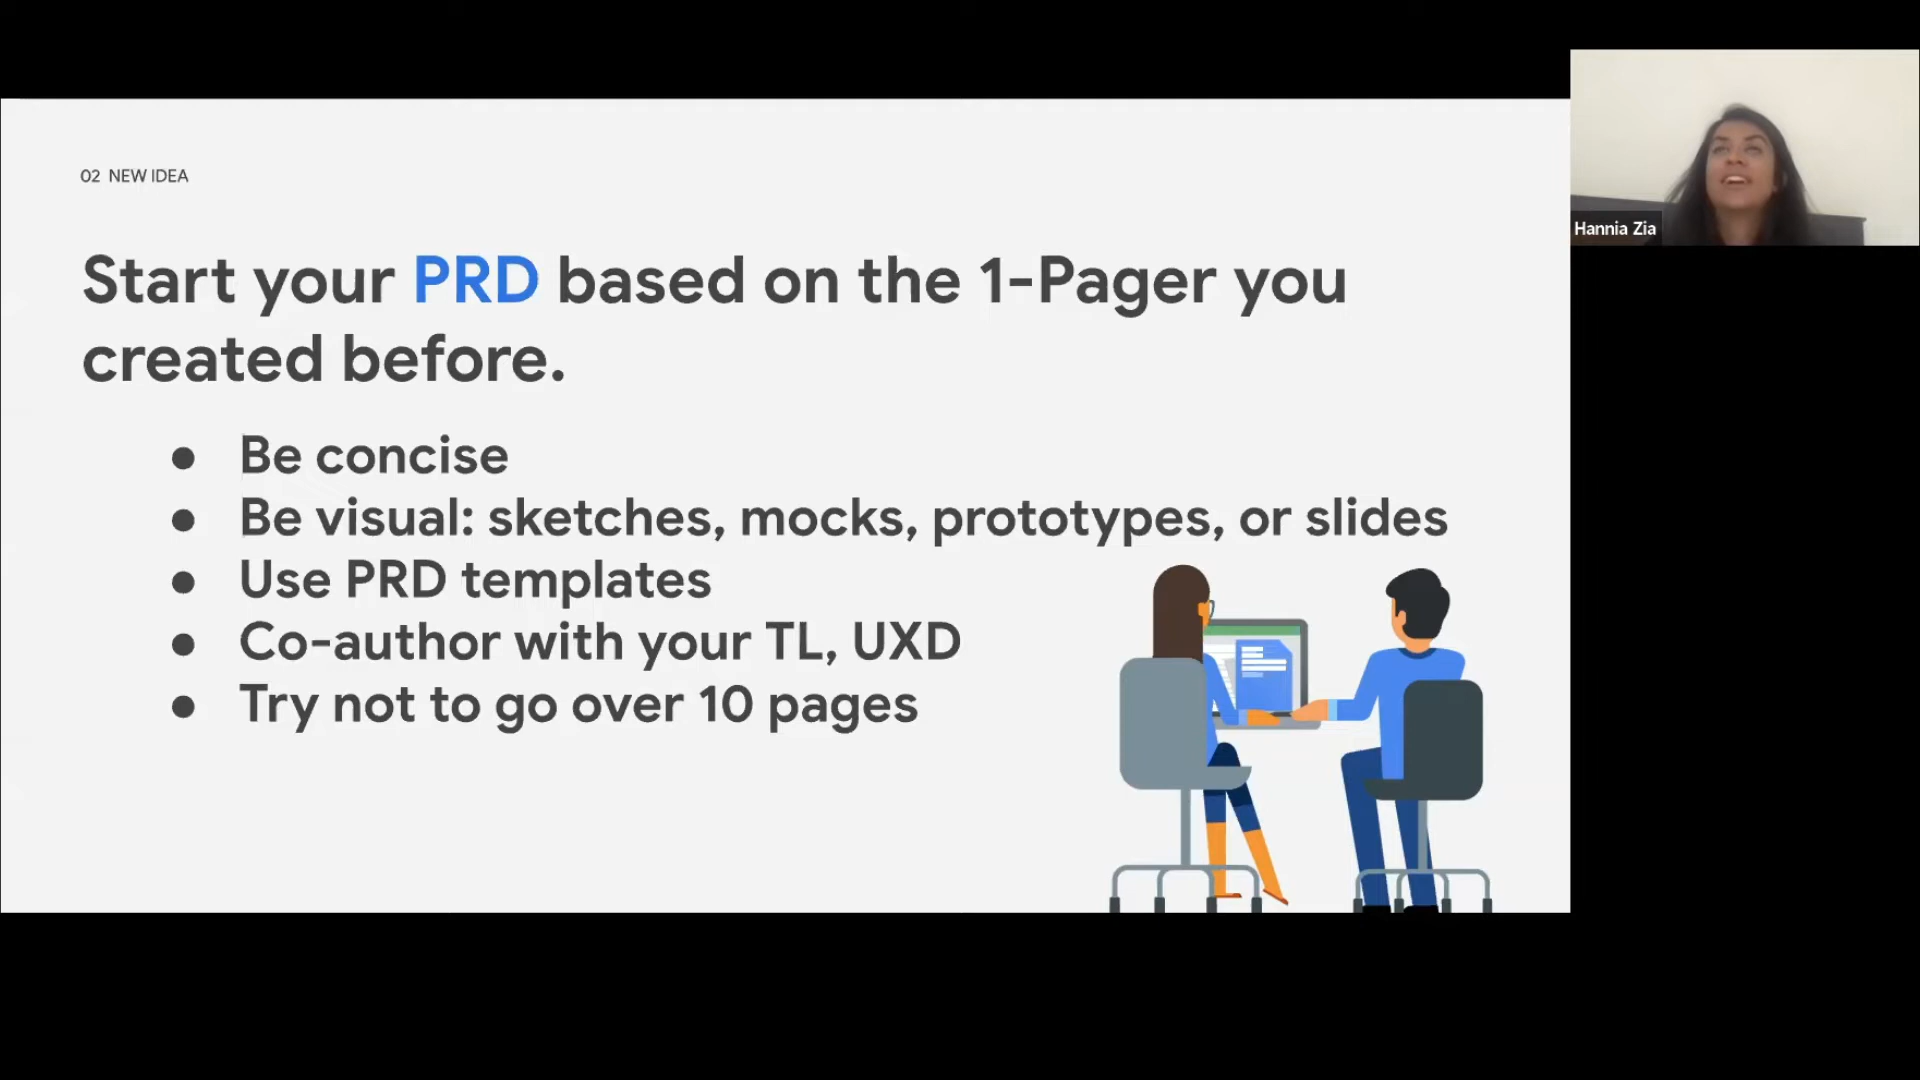 02 NEW IDEA
Start your PRD based on the 1-Pager you
created before.
● Be concise
● Be visual: sketches, mocks, prototypes, or slides
● Use PRD templates
● Co-author with your TL, UXD
● Try not to go over 10 pages
Hannia Zia